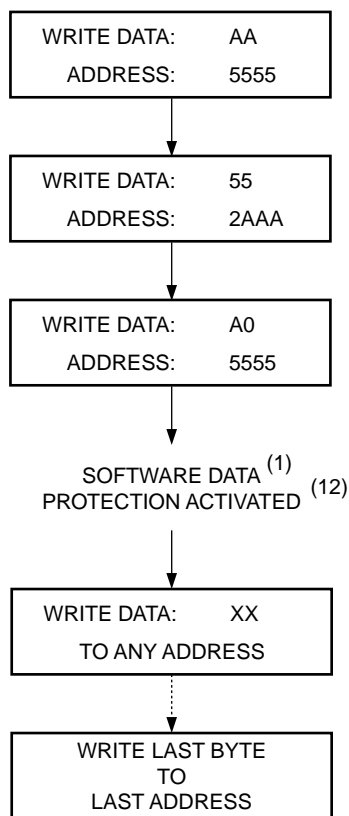 WRITE DATA: AA
ADDRESS: 5555
WRITE DATA: 55
ADDRESS: 2AAA
WRITE DATA: A0
ADDRESS: 5555
SOFTWARE DATA (1)
PROTECTION ACTIVATED (12)
WRITE DATA: XX
TO ANY ADDRESS
WRITE LAST BYTE
TO
LAST ADDRESS